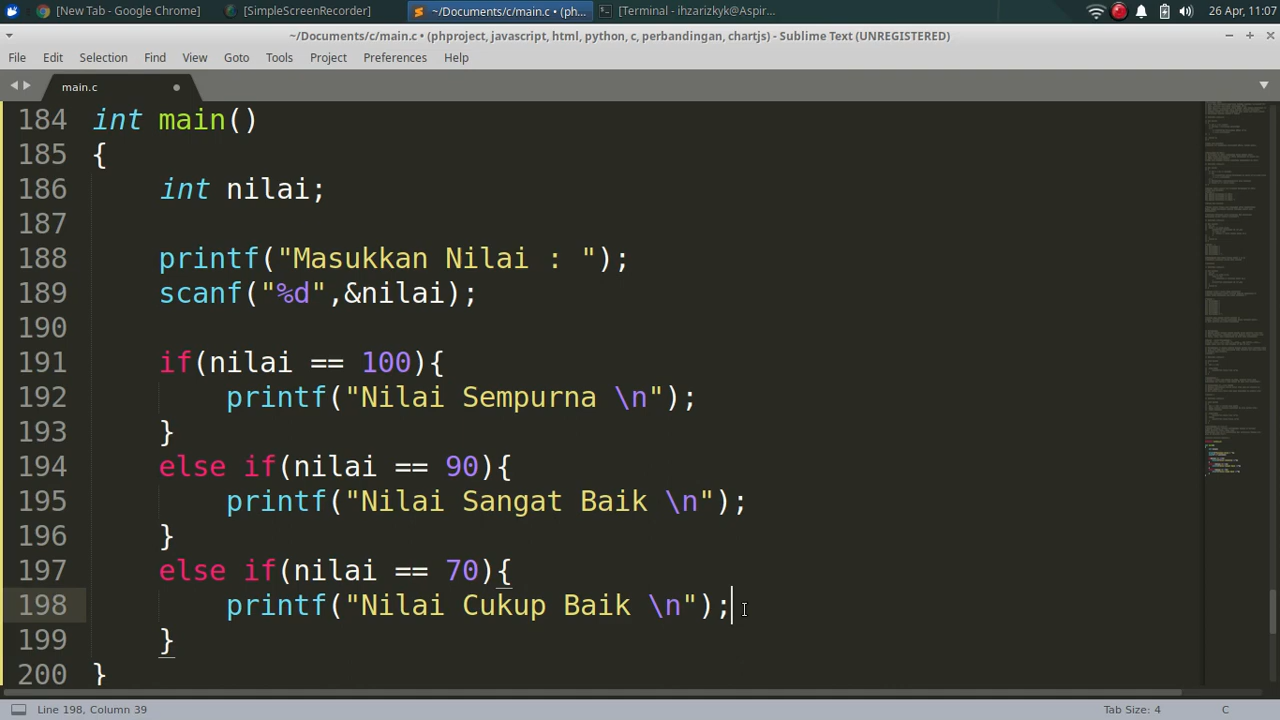 [New Tab - Google Chrome]
[SimpleScreenRecorder]
~/Documents/c/main.c • (ph...
[Terminal - ihzarizkyk@Aspir...
26 Apr, 11:07
~/Documents/c/main.c • (phproject, javascript, html, python, c, perbandingan, chartjs) - Sublime Text (UNREGISTERED)
File Edit Selection Find View Goto Tools Project Preferences Help
main.c
184 int main()
185 {
186 int nilai;
187
188 printf("Masukkan Nilai : ");
189 scanf("%d",&nilai);
190
191 if(nilai == 100){
192 printf("Nilai Sempurna \n");
193 }
194 else if(nilai == 90){
195 printf("Nilai Sangat Baik \n");
196 }
197 else if(nilai == 70){
198 printf("Nilai Cukup Baik \n");
199 }
200 }
Line 198, Column 39
Tab Size: 4
C